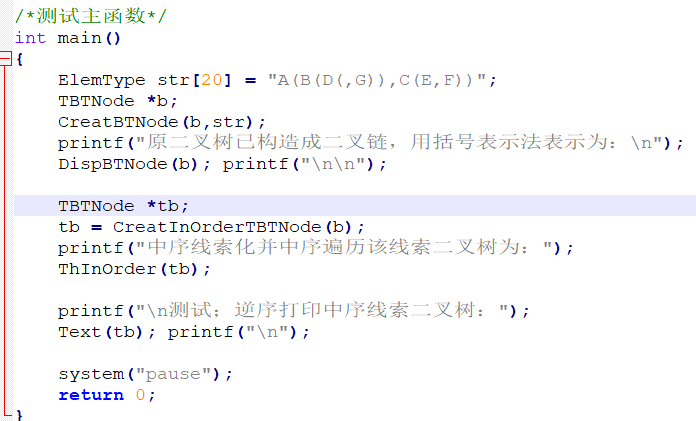 /*测试主函数*/
int main()
{
ElemType str[20] = "A(B(D(,G)),C(E,F))";
TBTNode *b;
CreatBTNode(b,str);
printf("原二叉树已构造成二叉链，用括号表示法表示为：\n");
DispBTNode(b); printf("\n\n");
TBTNode *tb;
tb = CreatInOrderTBTNode(b);
printf("中序线索化并中序遍历该线索二叉树为：");
ThInOrder(tb);
printf("\n测试；逆序打印中序线索二叉树：");
Text(tb); printf("\n");
system("pause");
return 0;
}